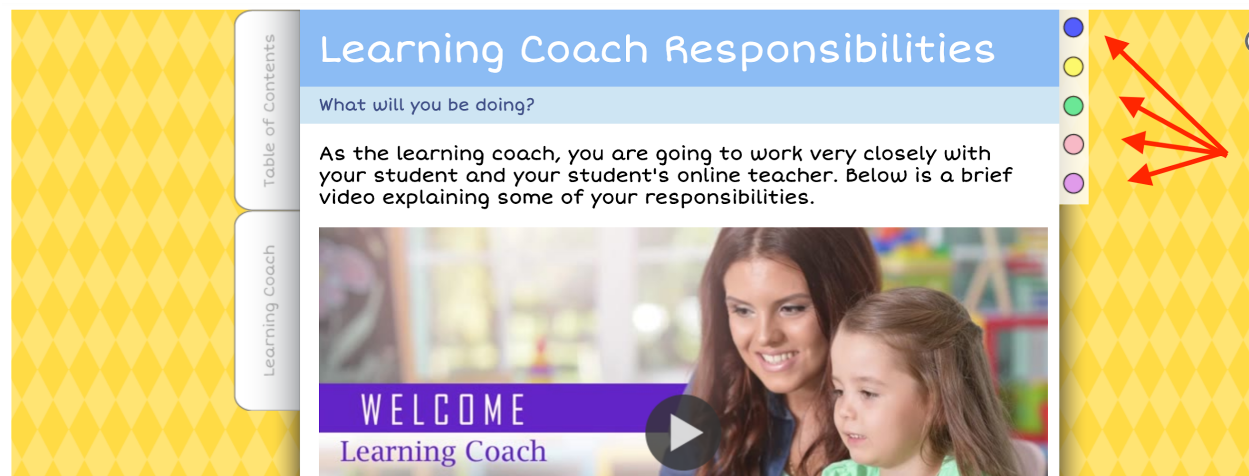 Table of Contents
Learning Coach
Learning Coach Responsibilities
What will you be doing?
As the learning coach, you are going to work very closely with
your student and your student's online teacher. Below is a brief
video explaining some of your responsibilities.
WELCOME
Learning Coach